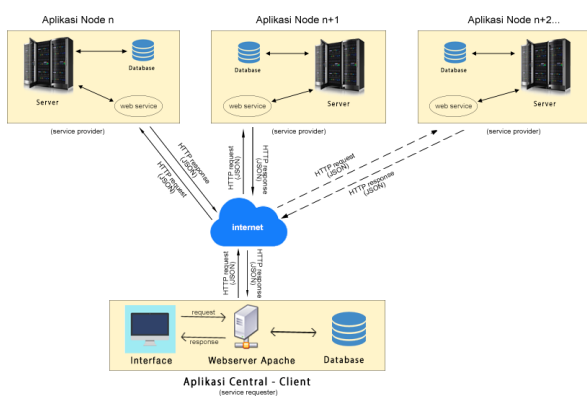 Aplikasi Node n
Aplikasi Node n+1
Aplikasi Node n+2...
Database
Server
web service
(service provider)
Database
Server
web service
(service provider)
Database
Server
web service
(service provider)
HTTP response
(JSON)
HTTP request
(JSON)
HTTP request
(JSON)
HTTP response
(JSON)
HTTP request
(JSON)
HTTP response
(JSON)
internet
HTTP request
(JSON)
HTTP response
(JSON)
request
response
Interface
Webserver Apache
Database
Aplikasi Central - Client
(service requester)